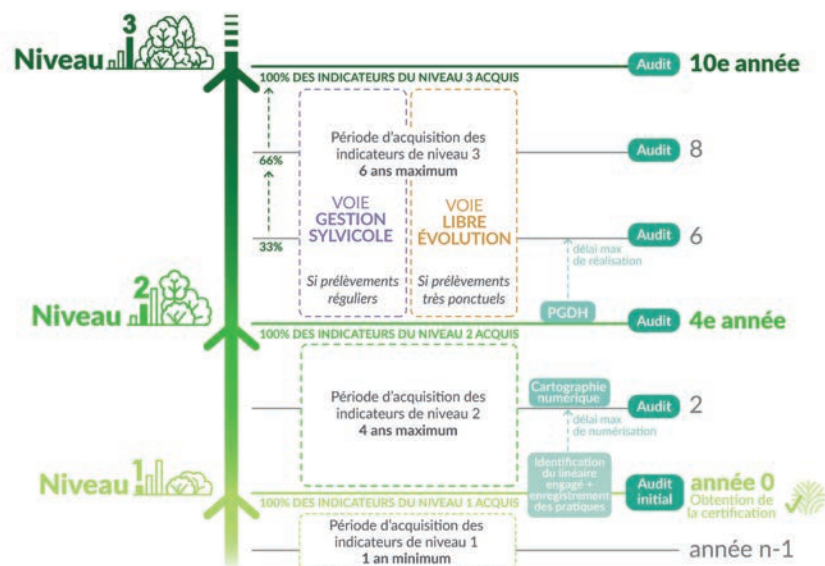 3
Niveau
Audit
10e année
100% DES INDICATEURS DU NIVEAU 3 ACQUIS
Période d'acquisition des
indicateurs de niveau 3
6 ans maximum
66%
Audit
8
VOIE
GESTION
SYLVICOLE
VOIE
LIBRE
ÉVOLUTION
33%
Audit
6
délai max
de réalisation
Si prélèvements
réguliers
Si prélèvements
très ponctuels
PGDH
2
Niveau
Audit
4e année
100% DES INDICATEURS DU NIVEAU 2 ACQUIS
Période d'acquisition des
indicateurs de niveau 2
4 ans maximum
Cartographie
numérique
Audit
2
délai max
de numérisation
Identification
du linéaire
engagé +
enregistrement
des pratiques
1
Niveau
Audit
initial
année 0
Obtention de
la certification
100% DES INDICATEURS DU NIVEAU 1 ACQUIS
Période d'acquisition des
indicateurs de niveau 1
1 an minimum
année n-1